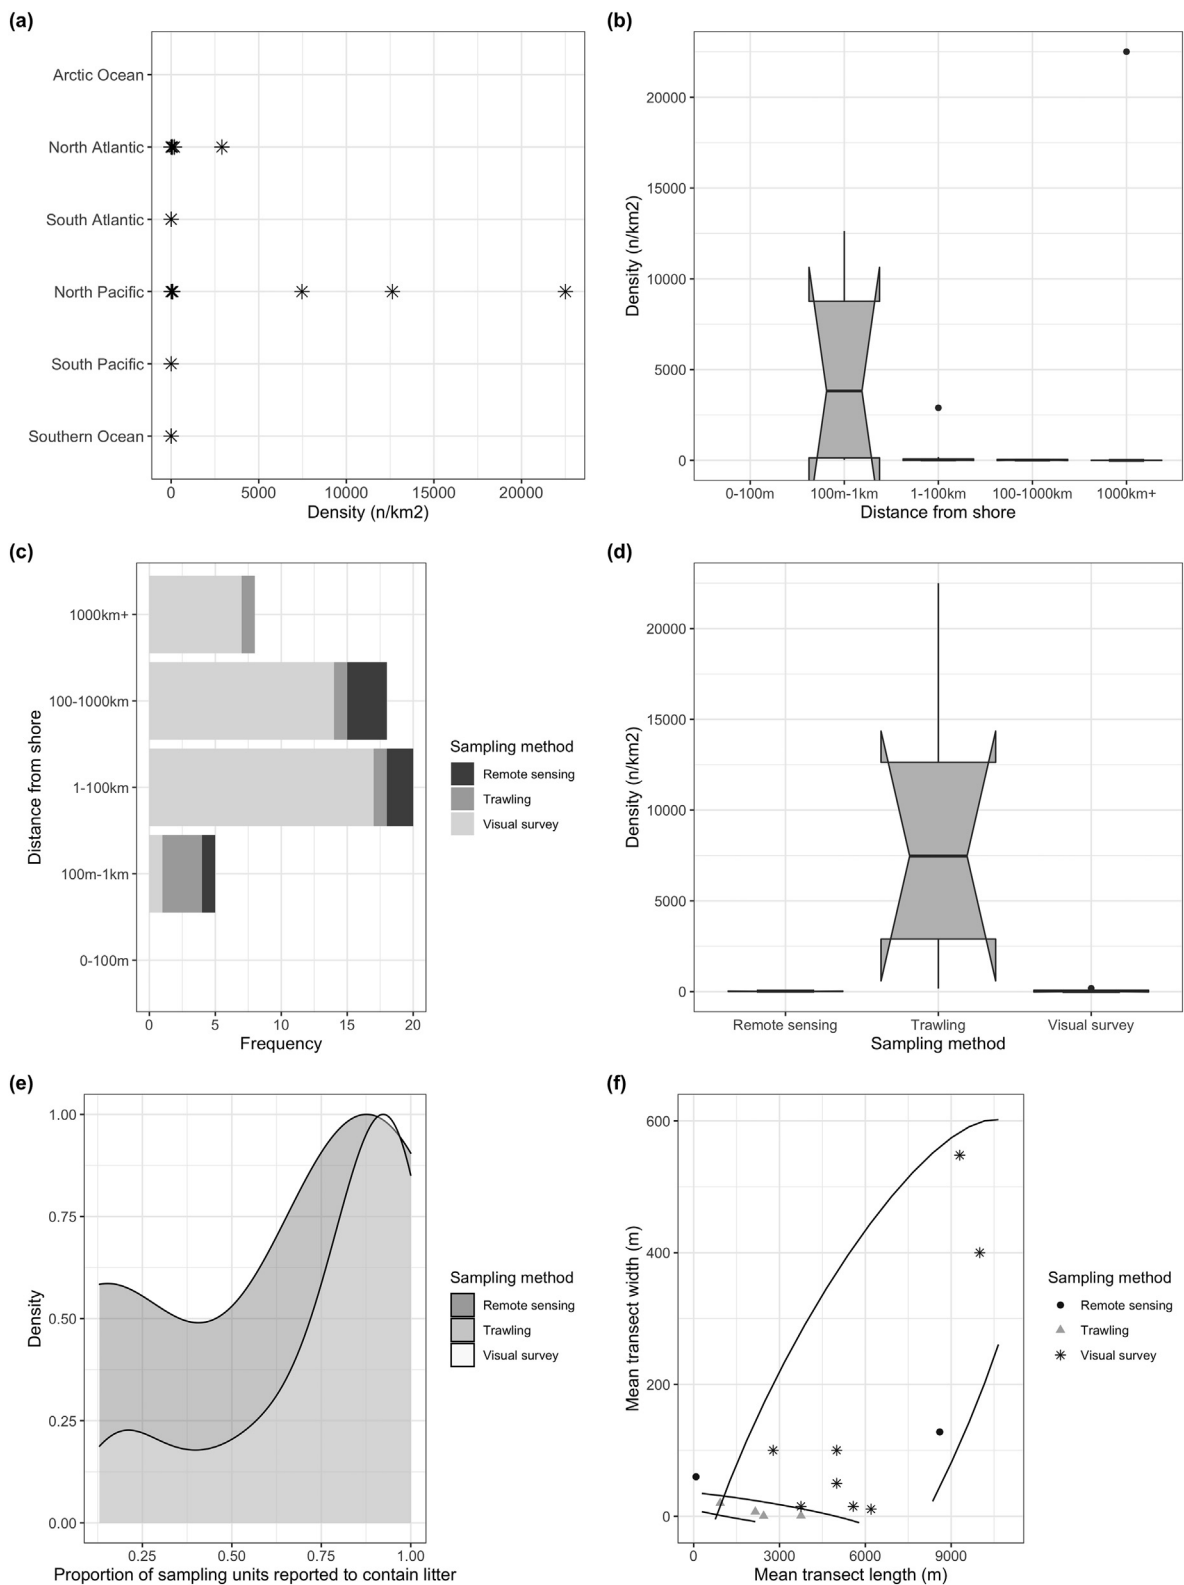 (a)
Arctic Ocean
North Atlantic
South Atlantic
North Pacific
South Pacific
Southern Ocean
0 5000 10000 15000 20000
Density (n/km2)
(b)
Density (n/km2)
20000
15000
10000
5000
0
0-100m 100m-1km 1-100km 100-1000km 1000km+
Distance from shore
(c)
Distance from shore
1000km+
100-1000km
1-100km
100m-1km
0-100m
0 5 10 15 20
Frequency
Sampling method
Remote sensing
Trawling
Visual survey
(d)
Density (n/km2)
20000
15000
10000
5000
0
Remote sensing Trawling Visual survey
Sampling method
(e)
Density
1.00
0.75
0.50
0.25
0.00
0.25 0.50 0.75 1.00
Proportion of sampling units reported to contain litter
Sampling method
Remote sensing
Trawling
Visual survey
(f)
Mean transect width (m)
600
400
200
0
0 3000 6000 9000
Mean transect length (m)
Sampling method
Remote sensing
Trawling
Visual survey